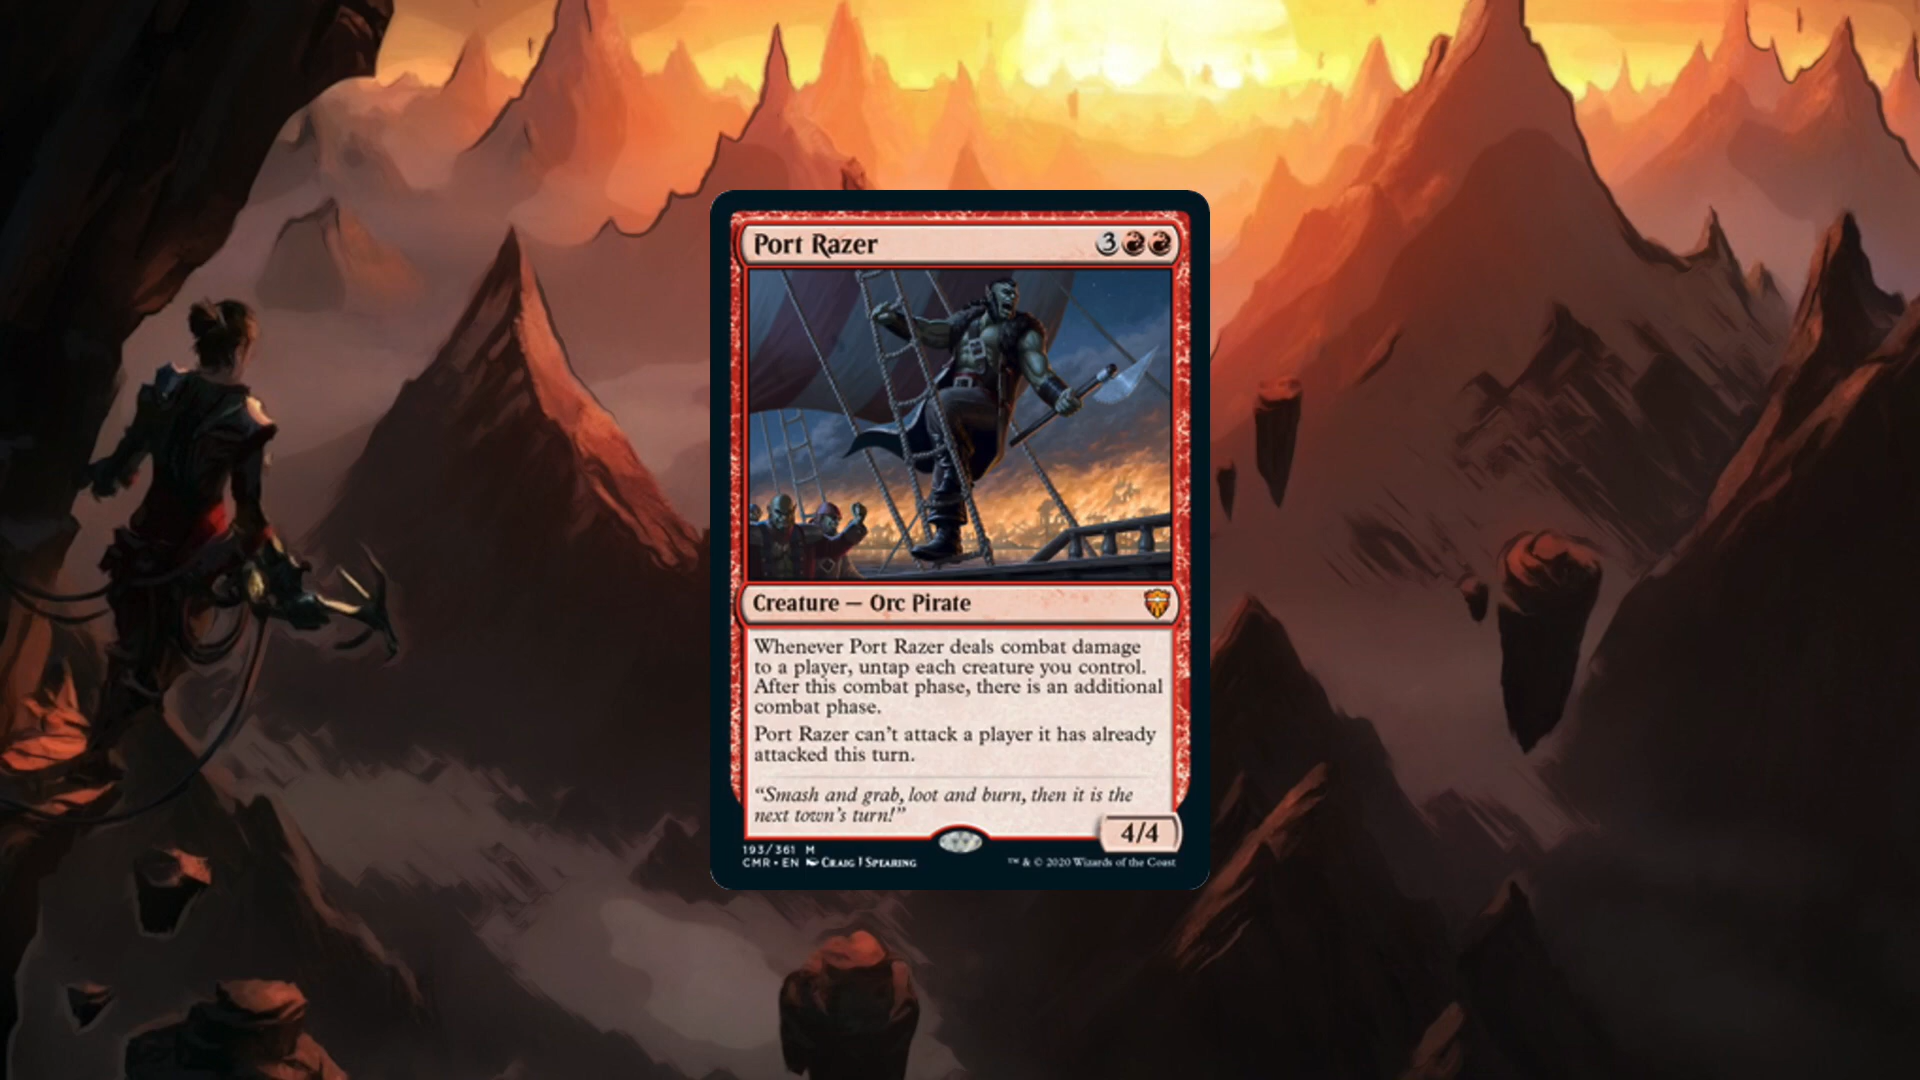 Port Razer 3
Creature — Orc Pirate
Whenever Port Razer deals combat damage
to a player, untap each creature you control.
After this combat phase, there is an additional
combat phase.
Port Razer can't attack a player it has already
attacked this turn.
“Smash and grab, loot and burn, then it is the
next town's turn!”
4/4
193/361 M
CMR • EN Craig J Spearing
™ & © 2020 Wizards of the Coast